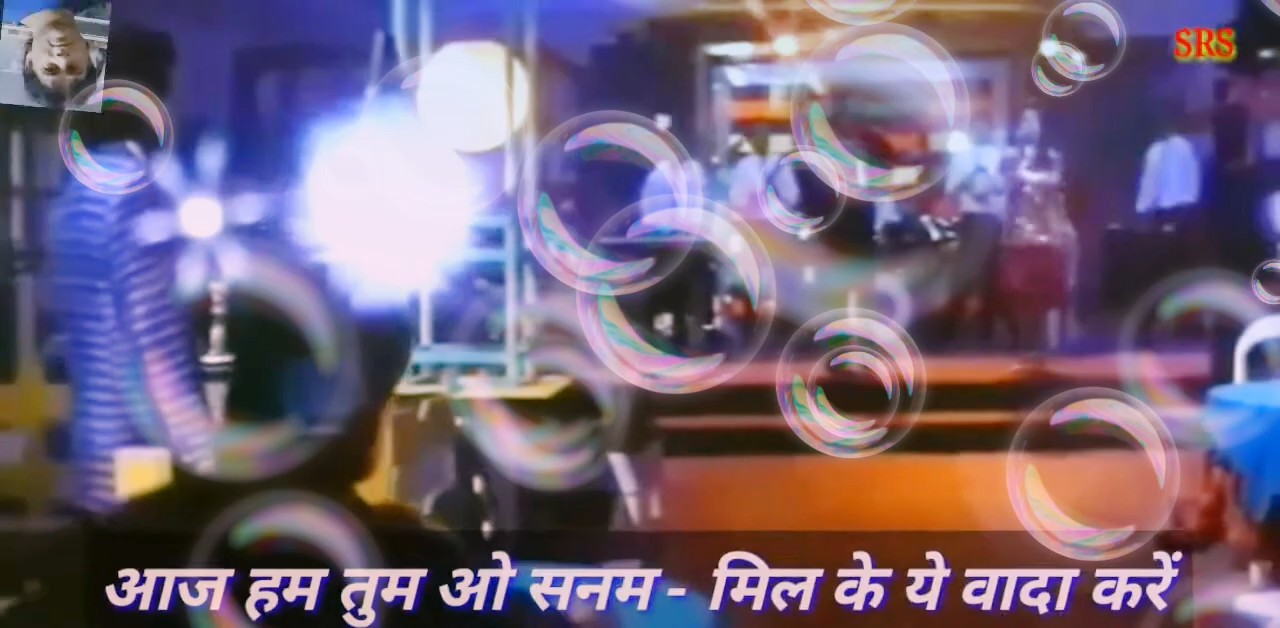 SRS
आज हम तुम ओ सनम - मिल के ये वादा करें